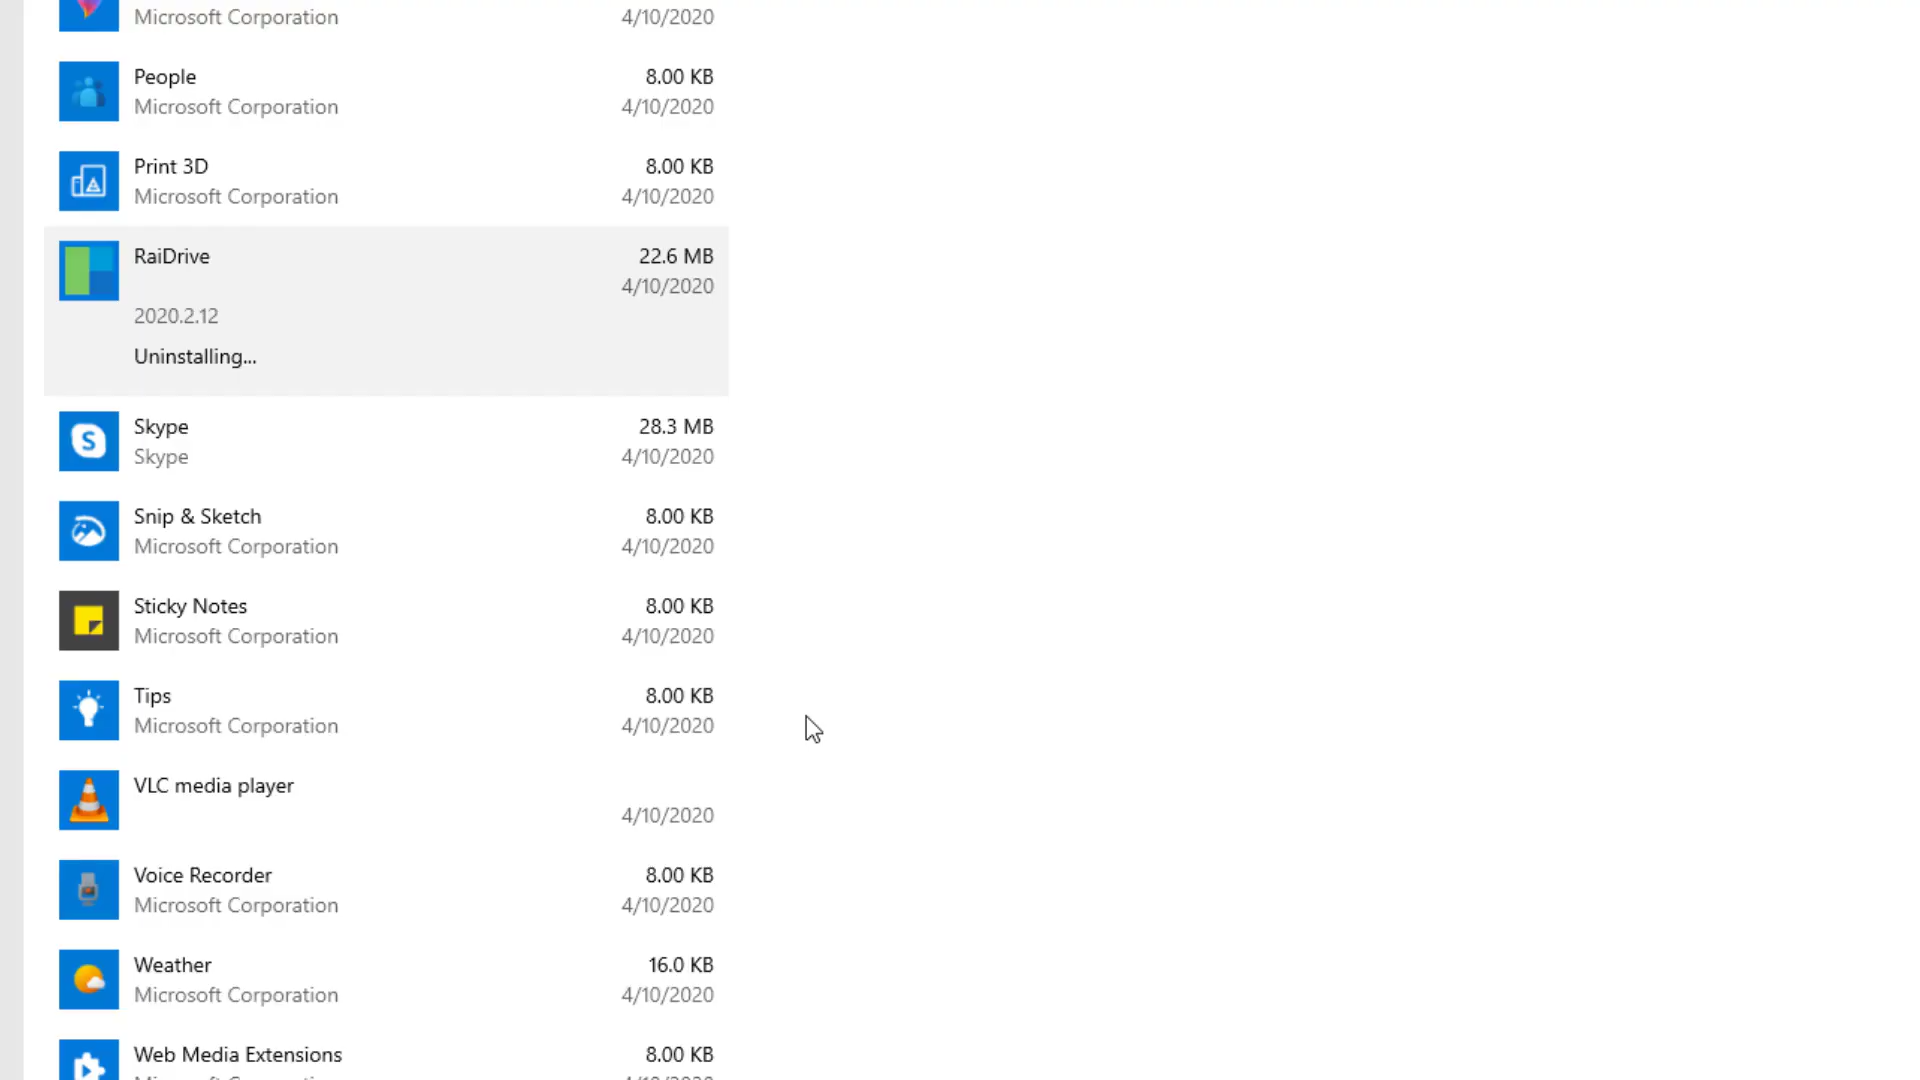 Microsoft Corporation 4/10/2020
People 8.00 KB
Microsoft Corporation 4/10/2020
Print 3D 8.00 KB
Microsoft Corporation 4/10/2020
RaiDrive 22.6 MB
4/10/2020
2020.2.12
Uninstalling...
Skype 28.3 MB
Skype 4/10/2020
Snip & Sketch 8.00 KB
Microsoft Corporation 4/10/2020
Sticky Notes 8.00 KB
Microsoft Corporation 4/10/2020
Tips 8.00 KB
Microsoft Corporation 4/10/2020
VLC media player
4/10/2020
Voice Recorder 8.00 KB
Microsoft Corporation 4/10/2020
Weather 16.0 KB
Microsoft Corporation 4/10/2020
Web Media Extensions 8.00 KB